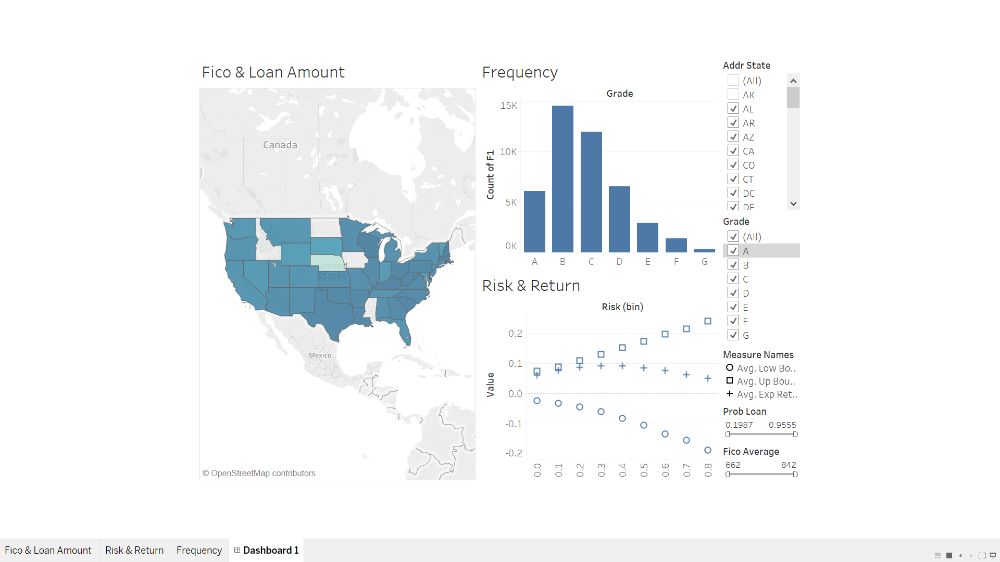 Fico & Loan Amount
Canada
United
States
Mexico
© OpenStreetMap contributors
Frequency
Grade
Count of F1
15K
10K
5K
0K
A B C D E F G
Risk & Return
Risk (bin)
Value
0.2
0.1
0.0
-0.1
-0.2
0.0 0.1 0.2 0.3 0.4 0.5 0.6 0.7 0.8
Addr State
(All)
AK
AL
AR
AZ
CA
CO
CT
DC
DE
Grade
(All)
A
B
C
D
E
F
G
Measure Names
Avg. Low Bo..
Avg. Up Bou..
Avg. Exp Ret..
Prob Loan
0.1987 0.9555
Fico Average
662 842
Fico & Loan Amount Risk & Return Frequency Dashboard 1